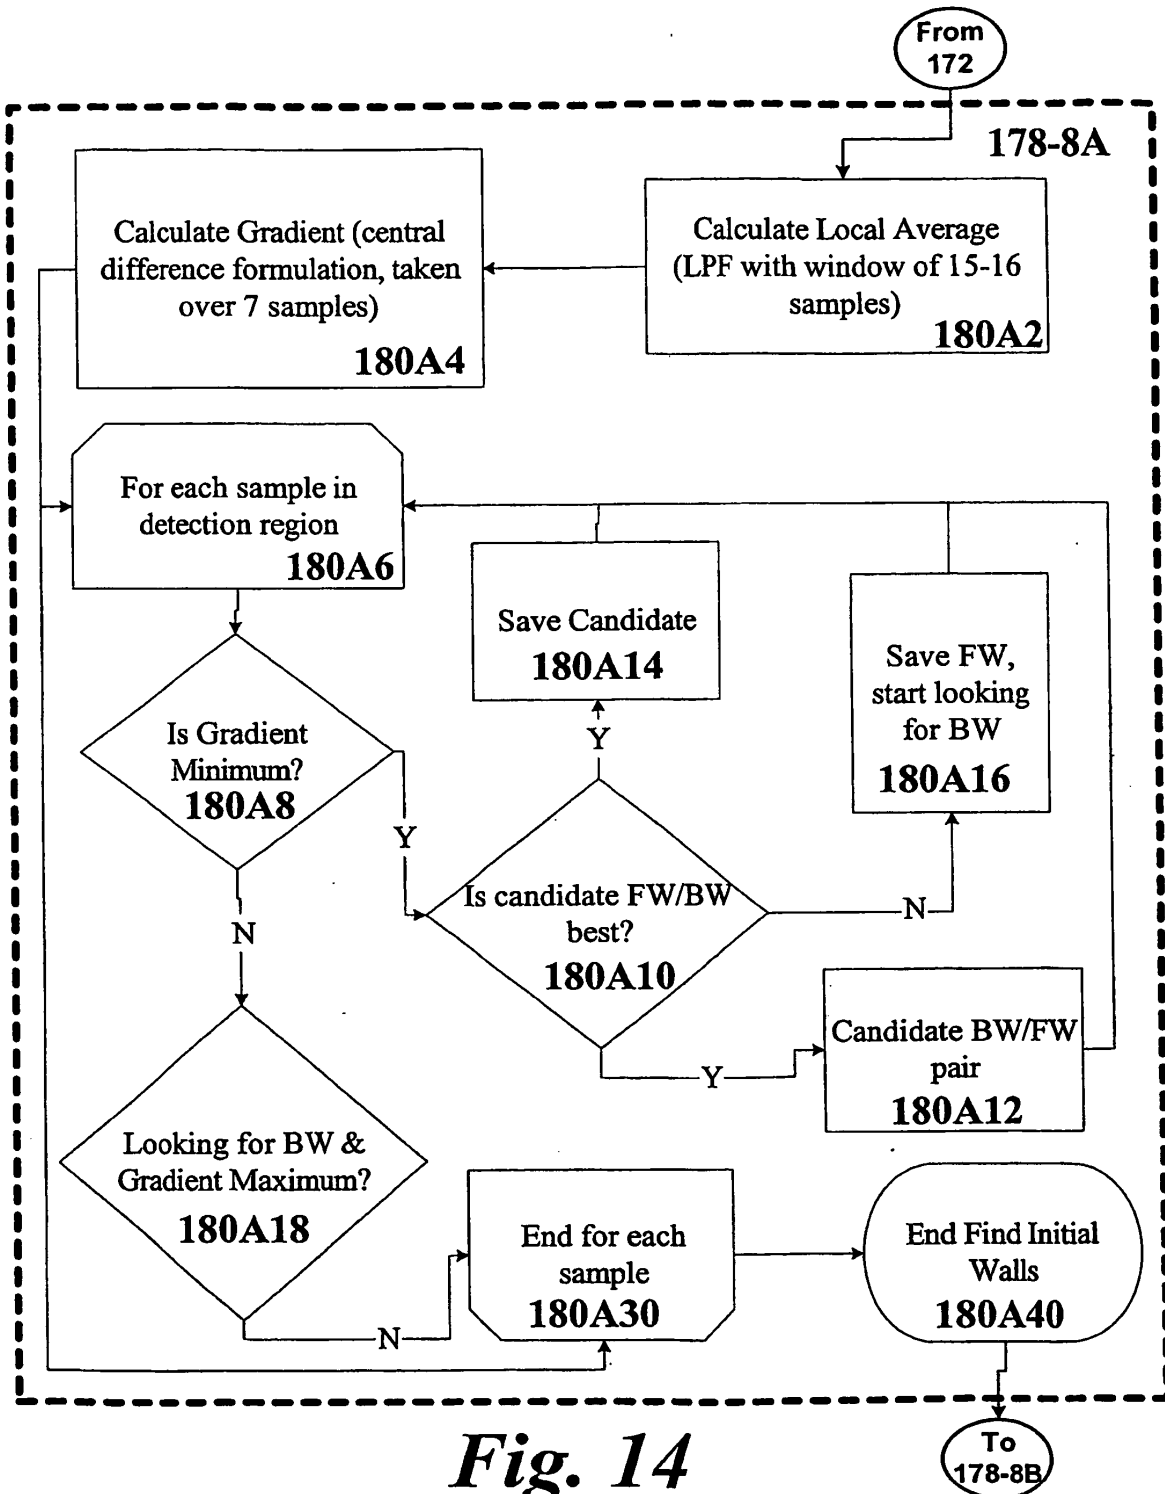 From
172
178-8A
Calculate Local Average
(LPF with window of 15-16
samples)
180A2
Calculate Gradient (central
difference formulation, taken
over 7 samples)
180A4
For each sample in
detection region
180A6
Is Gradient
Minimum?
180A8
Y
N
Is candidate FW/BW
best?
180A10
Y
Save Candidate
180A14
N
Save FW,
start looking
for BW
180A16
Y
Candidate BW/FW
pair
180A12
Looking for BW &
Gradient Maximum?
180A18
N
End for each
sample
180A30
End Find Initial
Walls
180A40
To
178-8B
Fig. 14